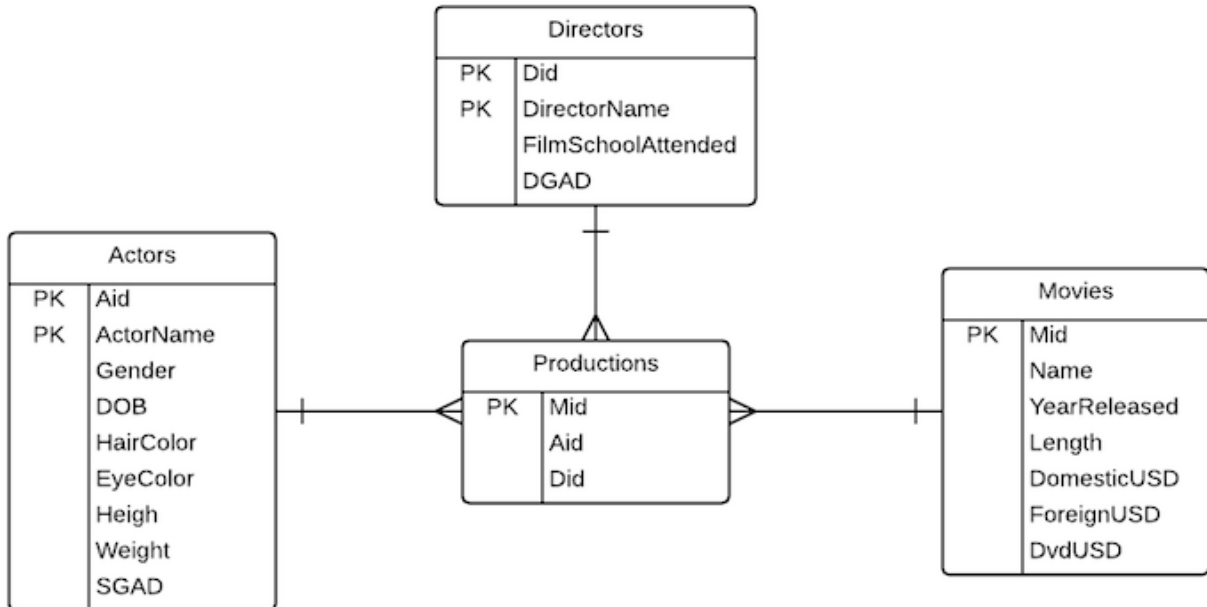 Directors
PK Did
PK DirectorName
FilmSchoolAttended
DGAD
Actors
PK Aid
PK ActorName
Gender
DOB
HairColor
EyeColor
Heigh
Weight
SGAD
Productions
PK Mid
Aid
Did
Movies
PK Mid
Name
YearReleased
Length
DomesticUSD
ForeignUSD
DvdUSD